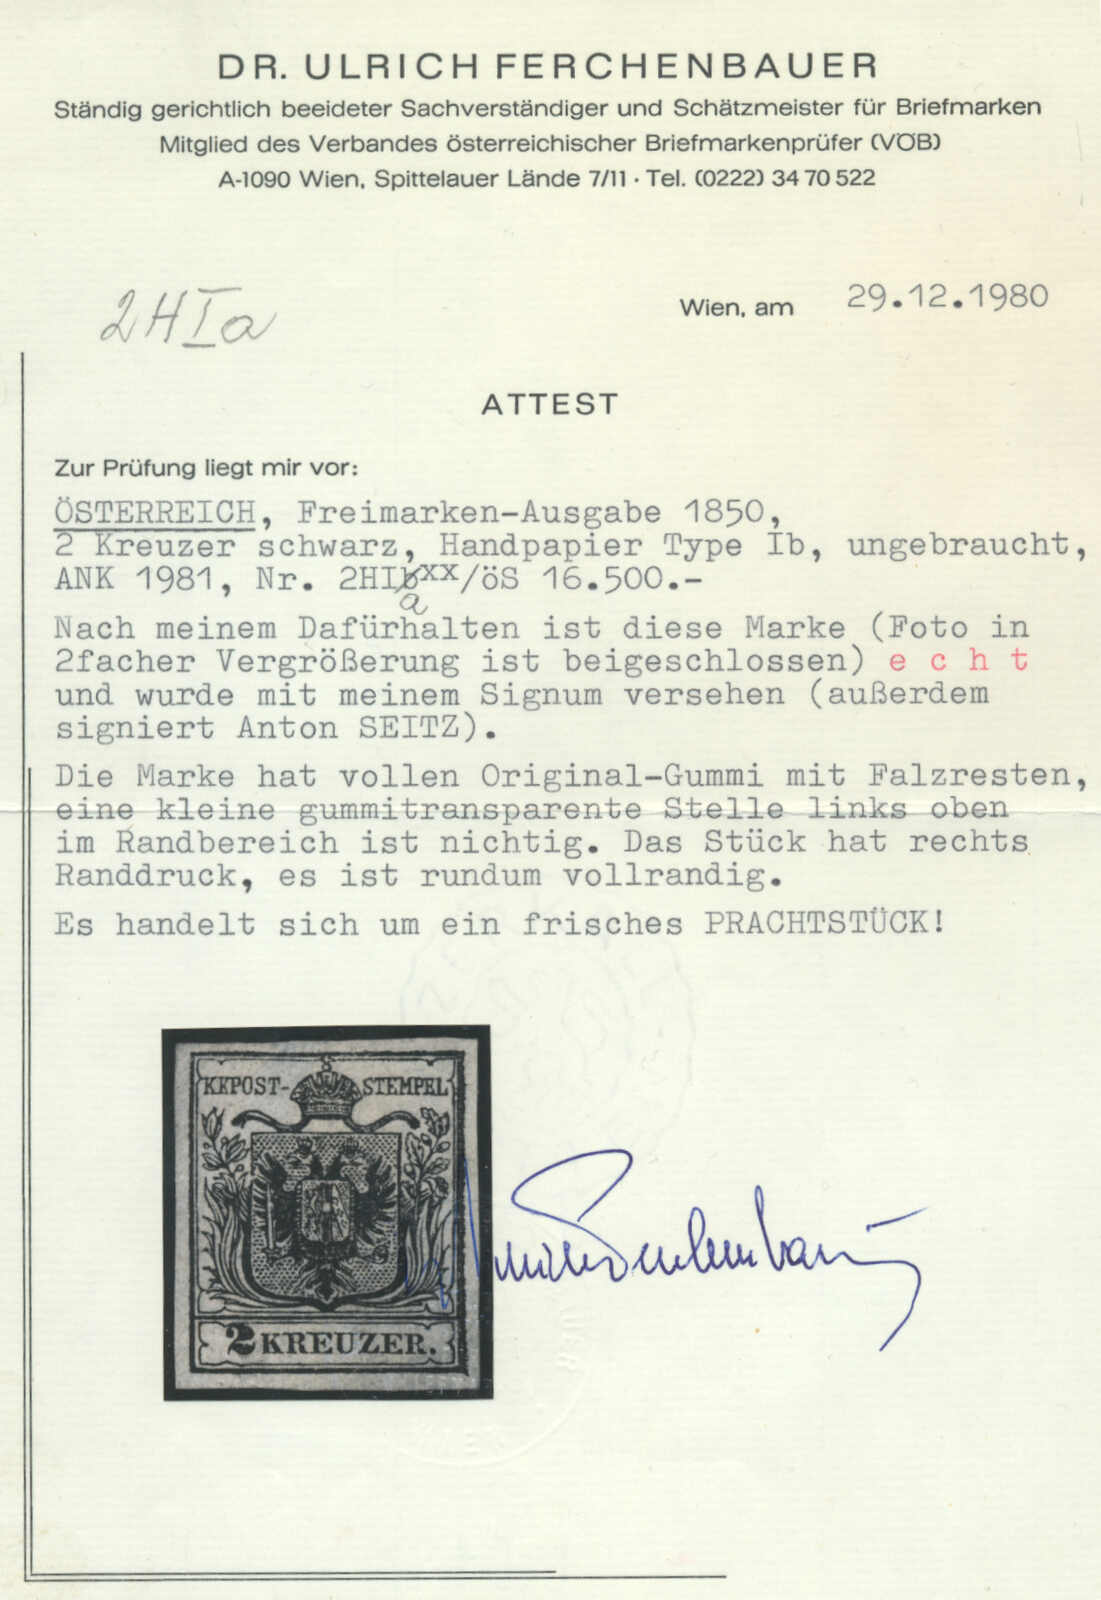 DR. ULRICH FERCHENBAUER
Ständig gerichtlich beeideter Sachverständiger und Schätzmeister für Briefmarken
Mitglied des Verbandes österreichischer Briefmarkenprüfer (VÖB)
A-1090 Wien, Spittelauer Lände 7/11 · Tel. (0222) 34 70 522
2HIa
Wien, am 29.12.1980
ATTEST
Zur Prüfung liegt mir vor:
ÖSTERREICH, Freimarken-Ausgabe 1850,
2 Kreuzer schwarz, Handpapier Type Ib, ungebraucht,
ANK 1981, Nr. 2HIbxx/öS 16.500.-
a
Nach meinem Dafürhalten ist diese Marke (Foto in
2facher Vergrößerung ist beigeschlossen) e c h t
und wurde mit meinem Signum versehen (außerdem
signiert Anton SEITZ).
Die Marke hat vollen Original-Gummi mit Falzresten,
eine kleine gummitransparente Stelle links oben
im Randbereich ist nichtig. Das Stück hat rechts
Randdruck, es ist rundum vollrandig.
Es handelt sich um ein frisches PRACHTSTÜCK!
KKPOST-STEMPEL
2 KREUZER.
WIEN